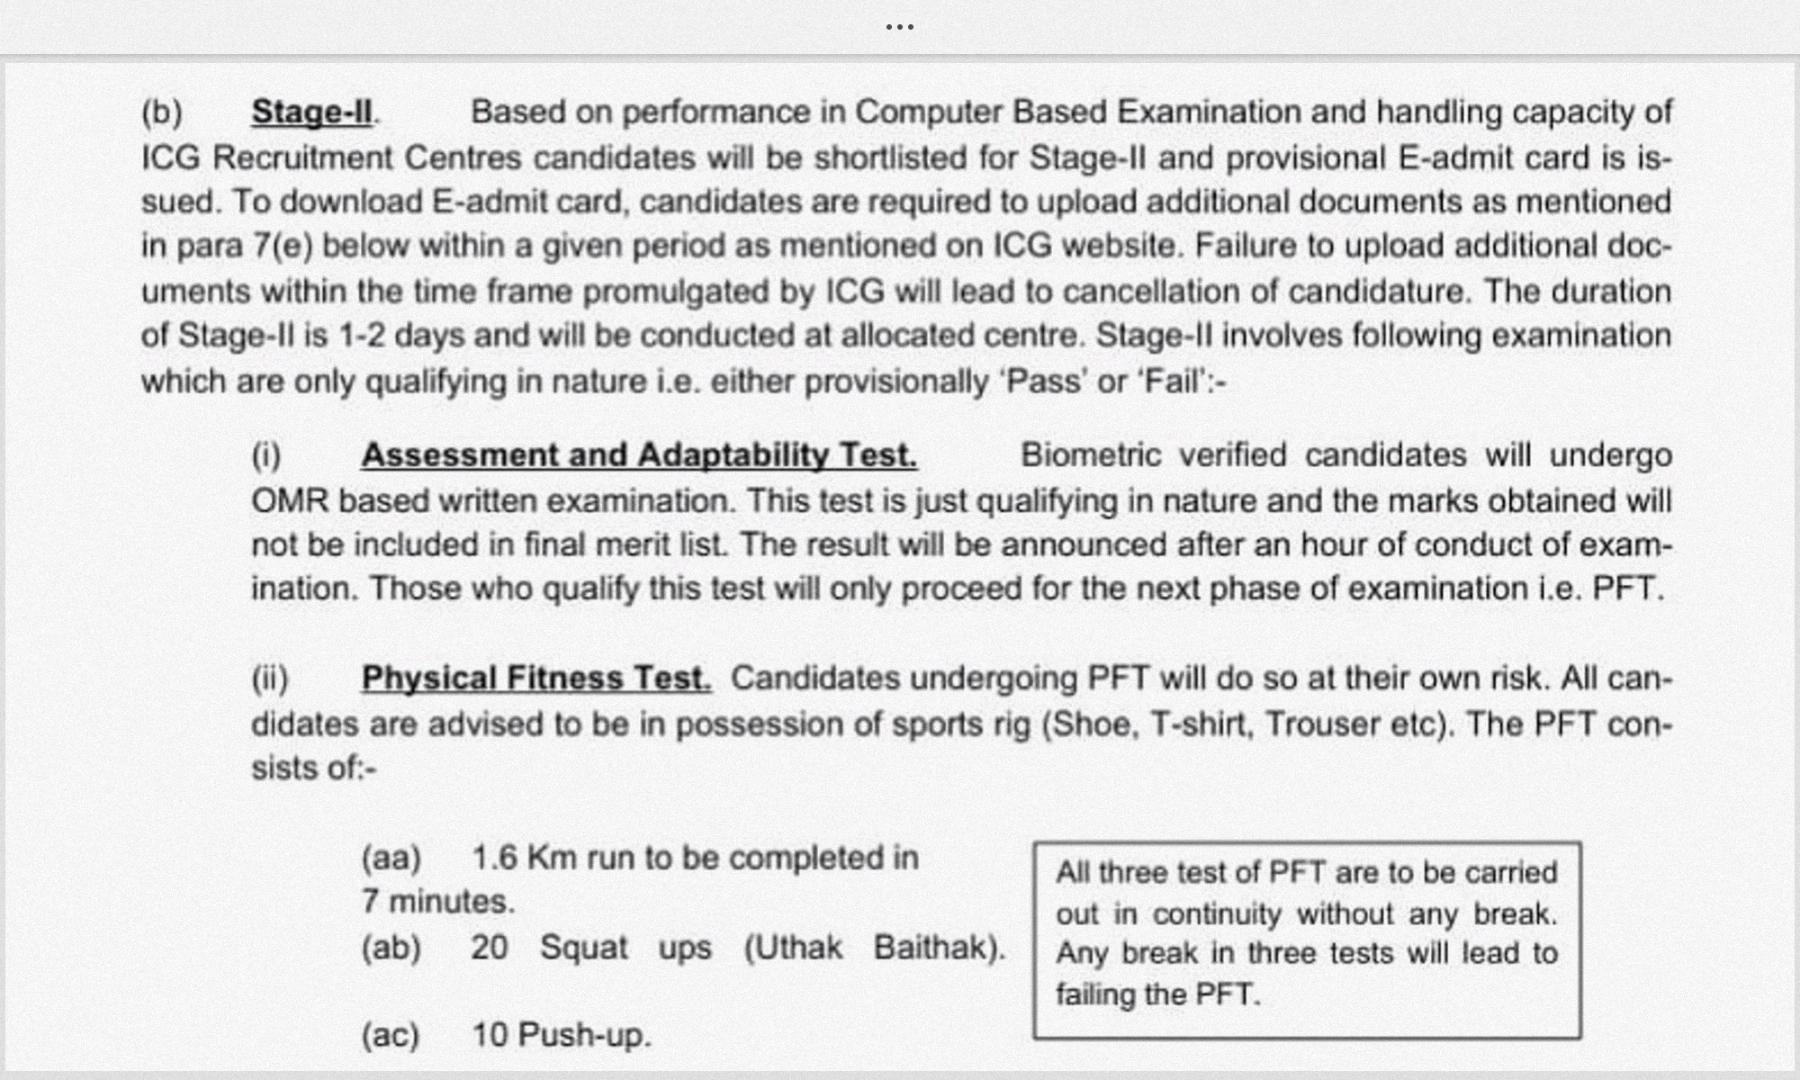 (b) Stage-II. Based on performance in Computer Based Examination and handling capacity of
ICG Recruitment Centres candidates will be shortlisted for Stage-II and provisional E-admit card is is-
sued. To download E-admit card, candidates are required to upload additional documents as mentioned
in para 7(e) below within a given period as mentioned on ICG website. Failure to upload additional doc-
uments within the time frame promulgated by ICG will lead to cancellation of candidature. The duration
of Stage-II is 1-2 days and will be conducted at allocated centre. Stage-II involves following examination
which are only qualifying in nature i.e. either provisionally ‘Pass’ or ‘Fail’:-
(i) Assessment and Adaptability Test. Biometric verified candidates will undergo
OMR based written examination. This test is just qualifying in nature and the marks obtained will
not be included in final merit list. The result will be announced after an hour of conduct of exam-
ination. Those who qualify this test will only proceed for the next phase of examination i.e. PFT.
(ii) Physical Fitness Test. Candidates undergoing PFT will do so at their own risk. All can-
didates are advised to be in possession of sports rig (Shoe, T-shirt, Trouser etc). The PFT con-
sists of:-
(aa) 1.6 Km run to be completed in
7 minutes.
(ab) 20 Squat ups (Uthak Baithak).
(ac) 10 Push-up.
All three test of PFT are to be carried
out in continuity without any break.
Any break in three tests will lead to
failing the PFT.